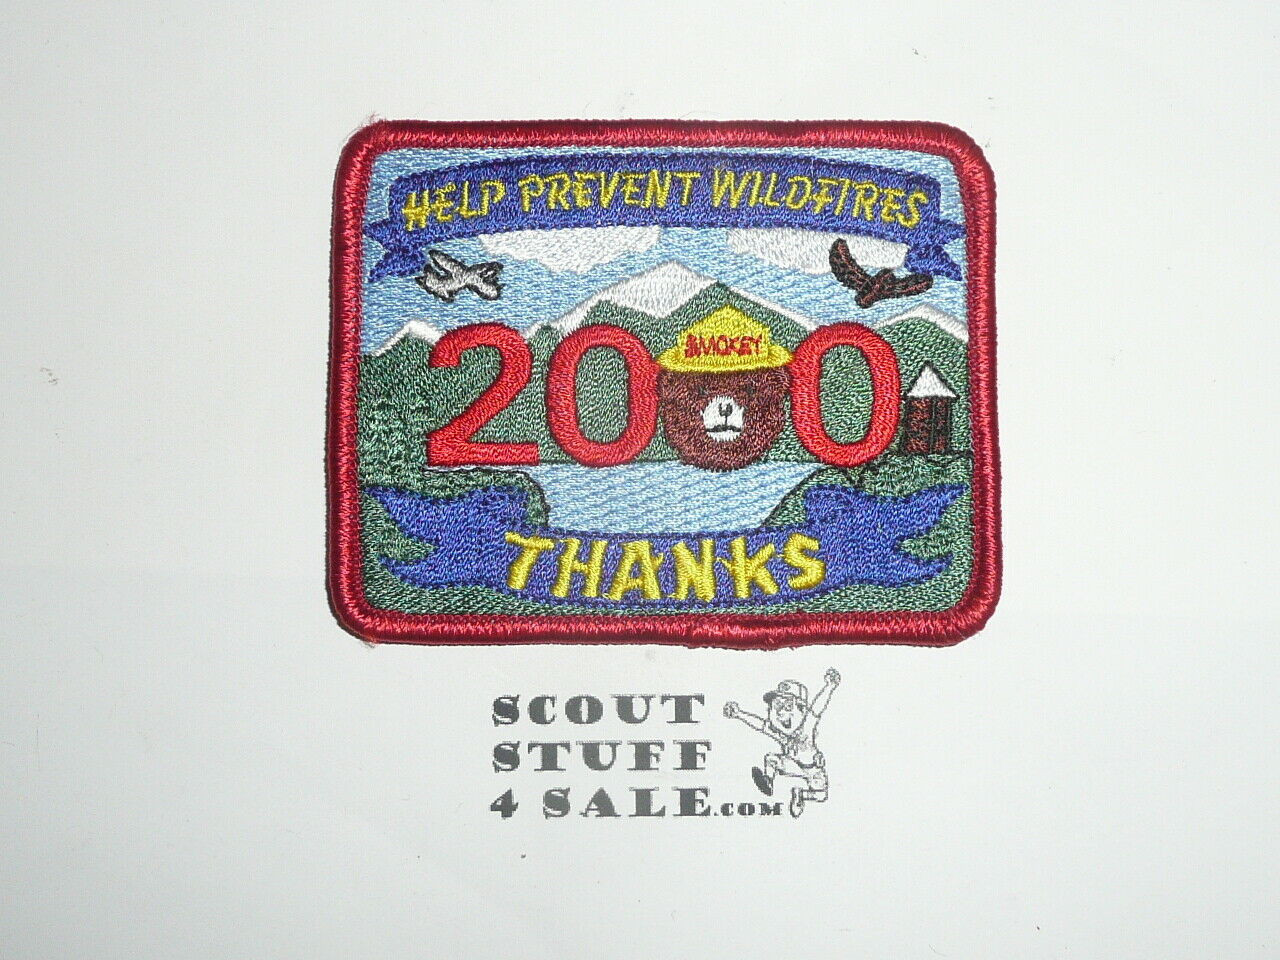 HELP PREVENT WILDFIRES
SMOKEY
2000
THANKS
SCOUT
STUFF
4 SALE.COM